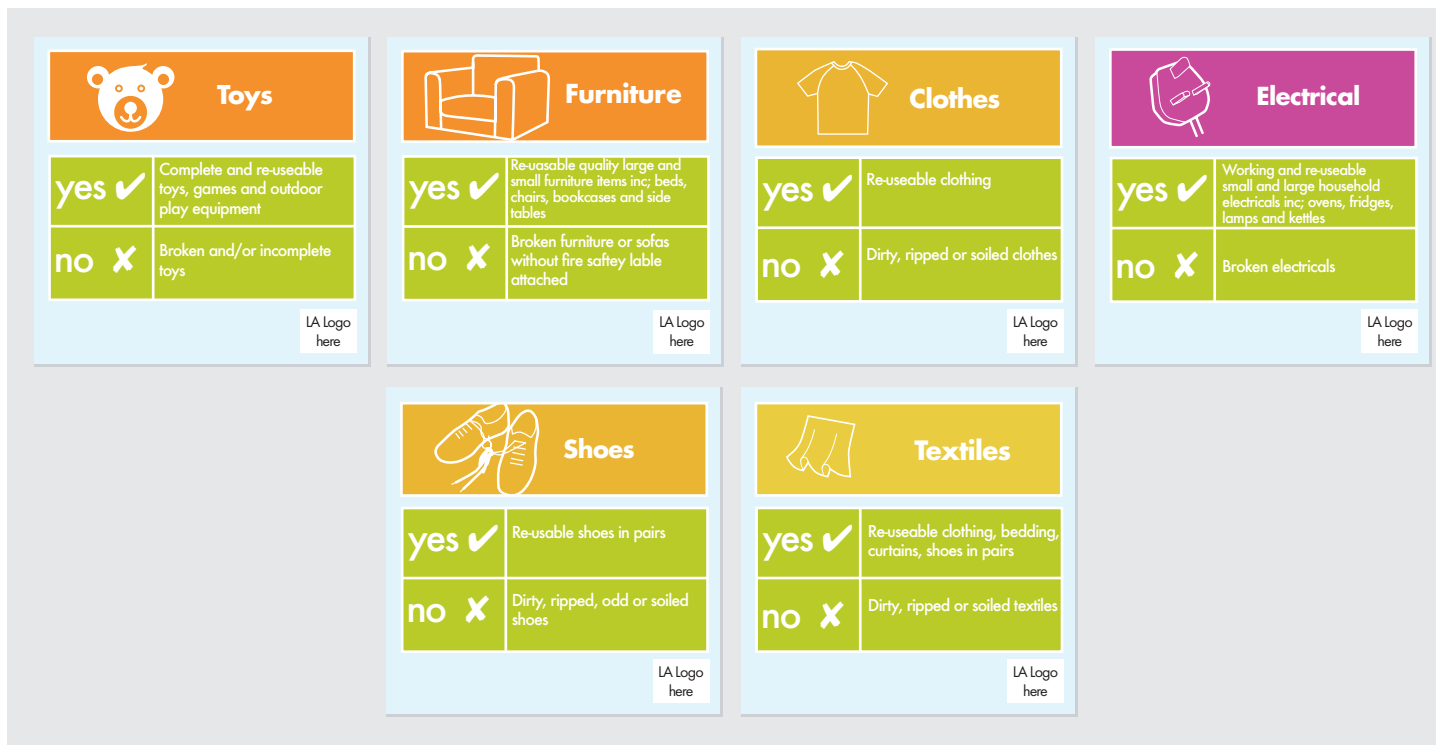 Toys
yes ✔
Complete and re-useable
toys, games and outdoor
play equipment
no ✘
Broken and/or incomplete
toys
LA Logo
here
Furniture
yes ✔
Re-uasable quality large and
small furniture items inc; beds,
chairs, bookcases and side
tables
no ✘
Broken furniture or sofas
without fire saftey lable
attached
LA Logo
here
Clothes
yes ✔
Re-useable clothing
no ✘
Dirty, ripped or soiled clothes
LA Logo
here
Electrical
yes ✔
Working and re-useable
small and large household
electricals inc; ovens, fridges,
lamps and kettles
no ✘
Broken electricals
LA Logo
here
Shoes
yes ✔
Re-usable shoes in pairs
no ✘
Dirty, ripped, odd or soiled
shoes
LA Logo
here
Textiles
yes ✔
Re-useable clothing, bedding,
curtains, shoes in pairs
no ✘
Dirty, ripped or soiled textiles
LA Logo
here